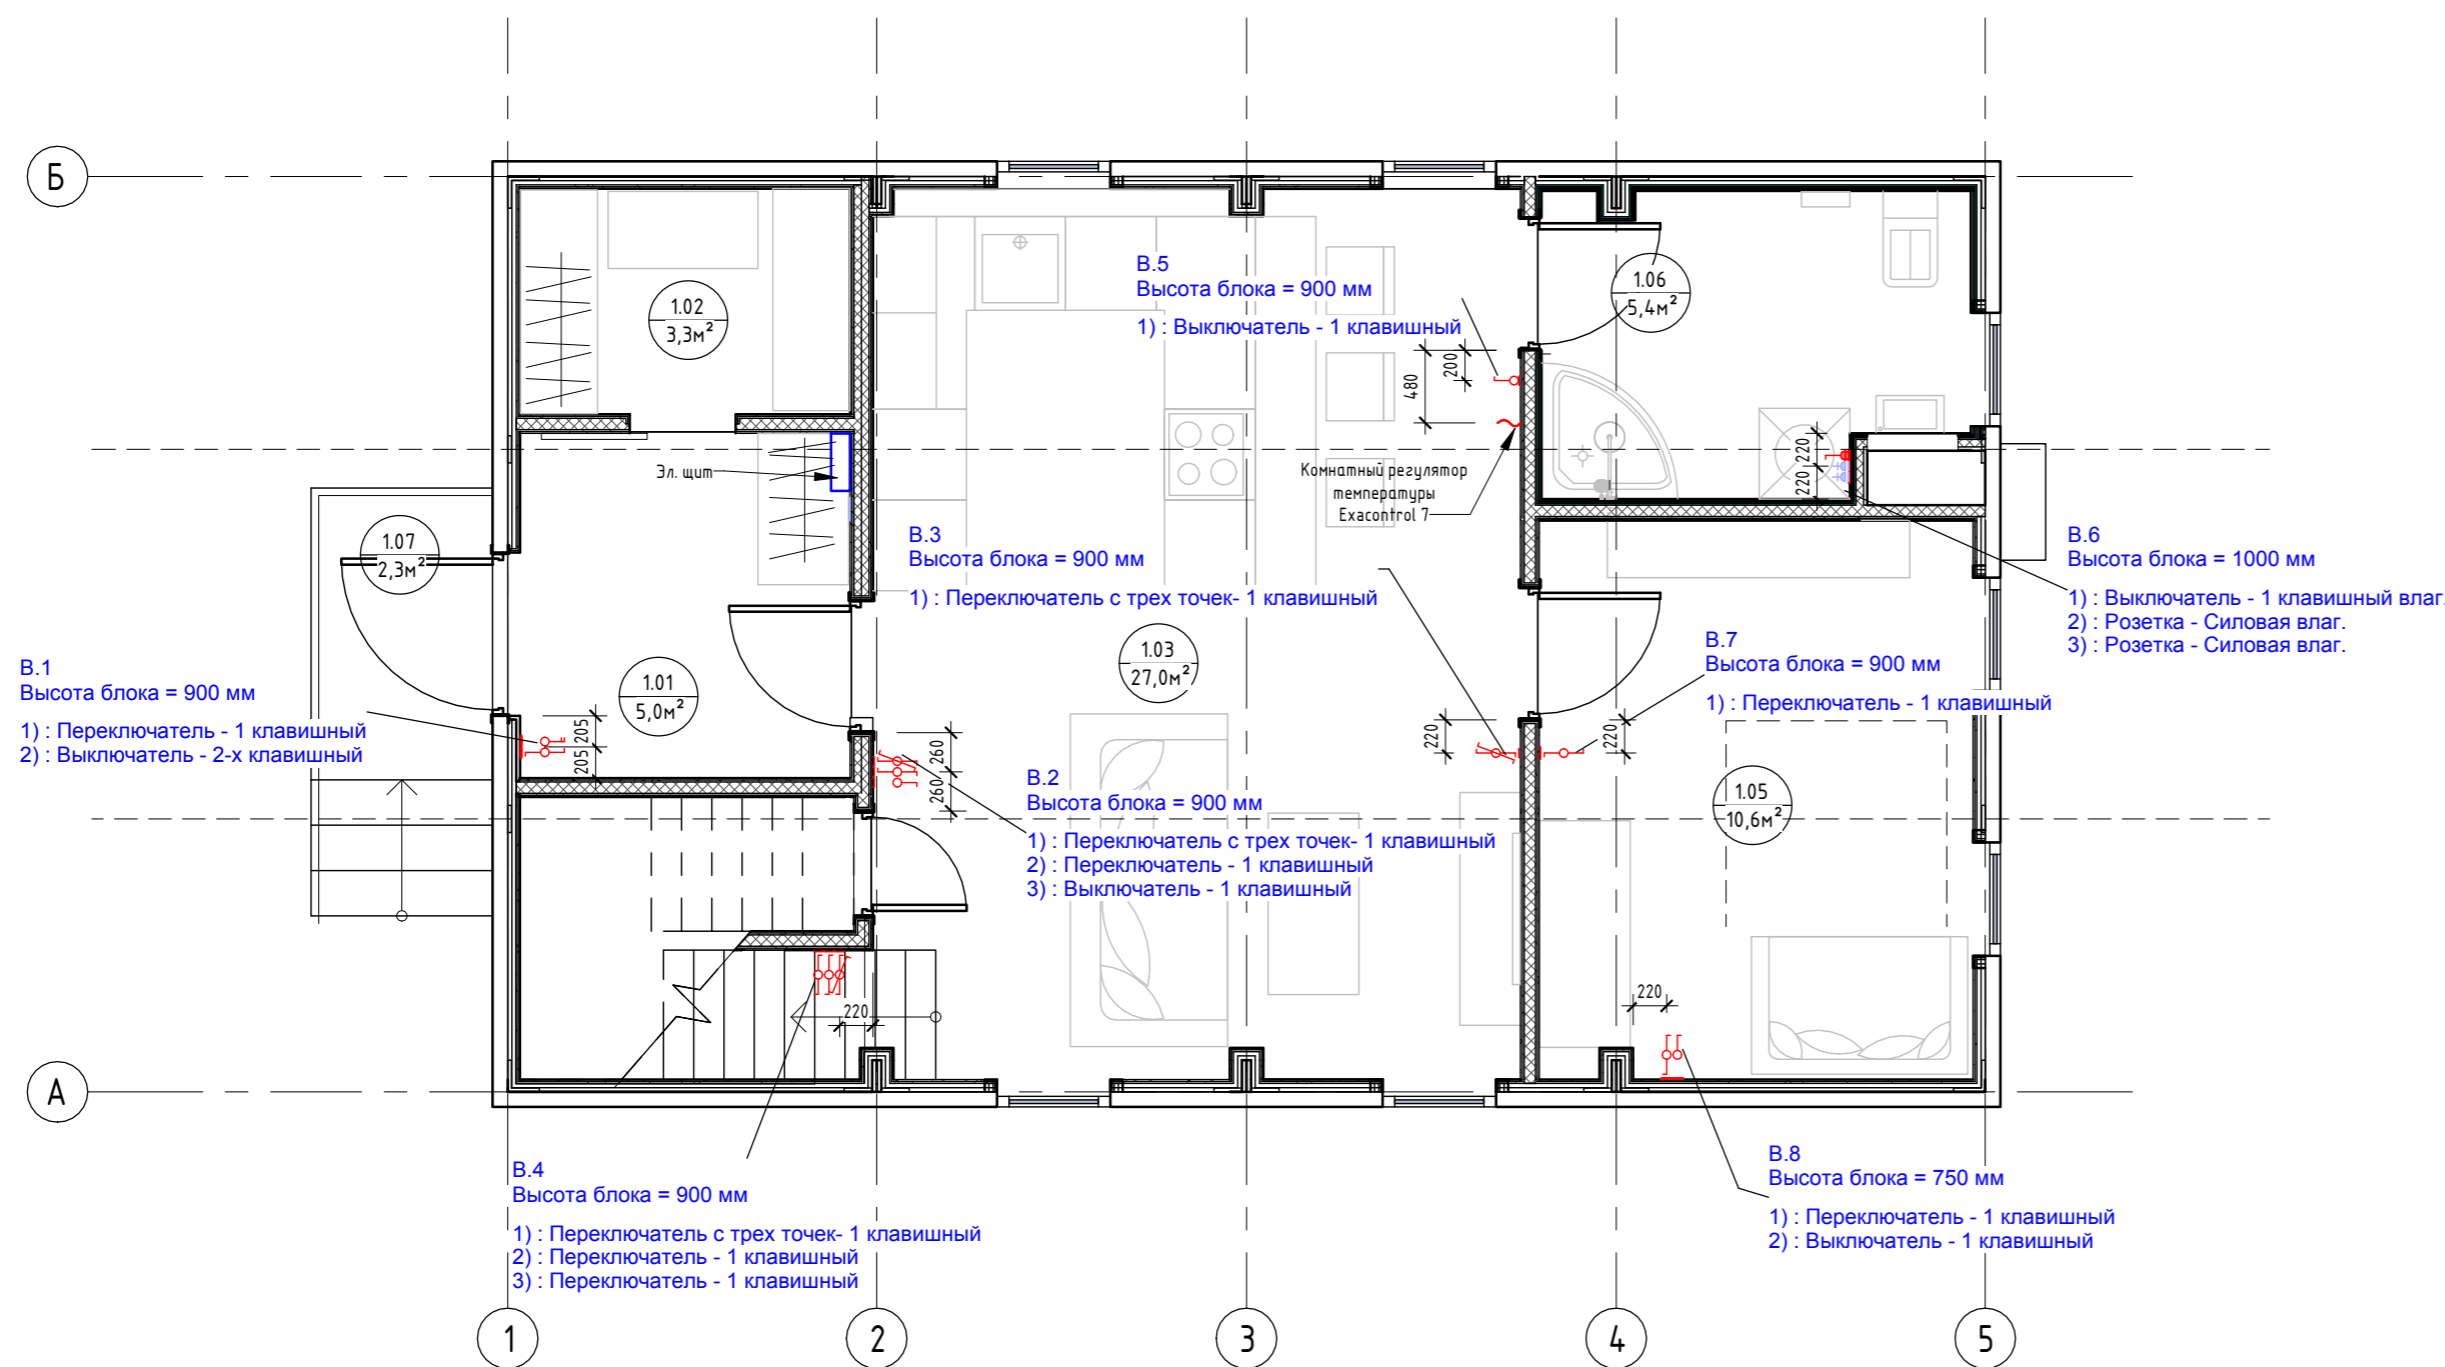 Б
В.5
Высота блока = 900 мм
1) : Выключатель - 1 клавишный
1.06
5,4м²
1.02
3,3м²
200
480
Эл. щит
Комнатный регулятор
температуры
Exacontrol 7
220
220
В.3
Высота блока = 900 мм
1) : Переключатель с трех точек- 1 клавишный
В.6
Высота блока = 1000 мм
1) : Выключатель - 1 клавишный влаг.
2) : Розетка - Силовая влаг.
3) : Розетка - Силовая влаг.
1.07
2,3м²
В.1
Высота блока = 900 мм
1) : Переключатель - 1 клавишный
2) : Выключатель - 2-х клавишный
1.01
5,0м²
1.03
27,0м²
В.7
Высота блока = 900 мм
1) : Переключатель - 1 клавишный
205
205
260
260
220
220
В.2
Высота блока = 900 мм
1) : Переключатель с трех точек- 1 клавишный
2) : Переключатель - 1 клавишный
3) : Выключатель - 1 клавишный
1.05
10,6м²
220
220
А
В.4
Высота блока = 900 мм
1) : Переключатель с трех точек- 1 клавишный
2) : Переключатель - 1 клавишный
3) : Переключатель - 1 клавишный
В.8
Высота блока = 750 мм
1) : Переключатель - 1 клавишный
2) : Выключатель - 1 клавишный
1
2
3
4
5